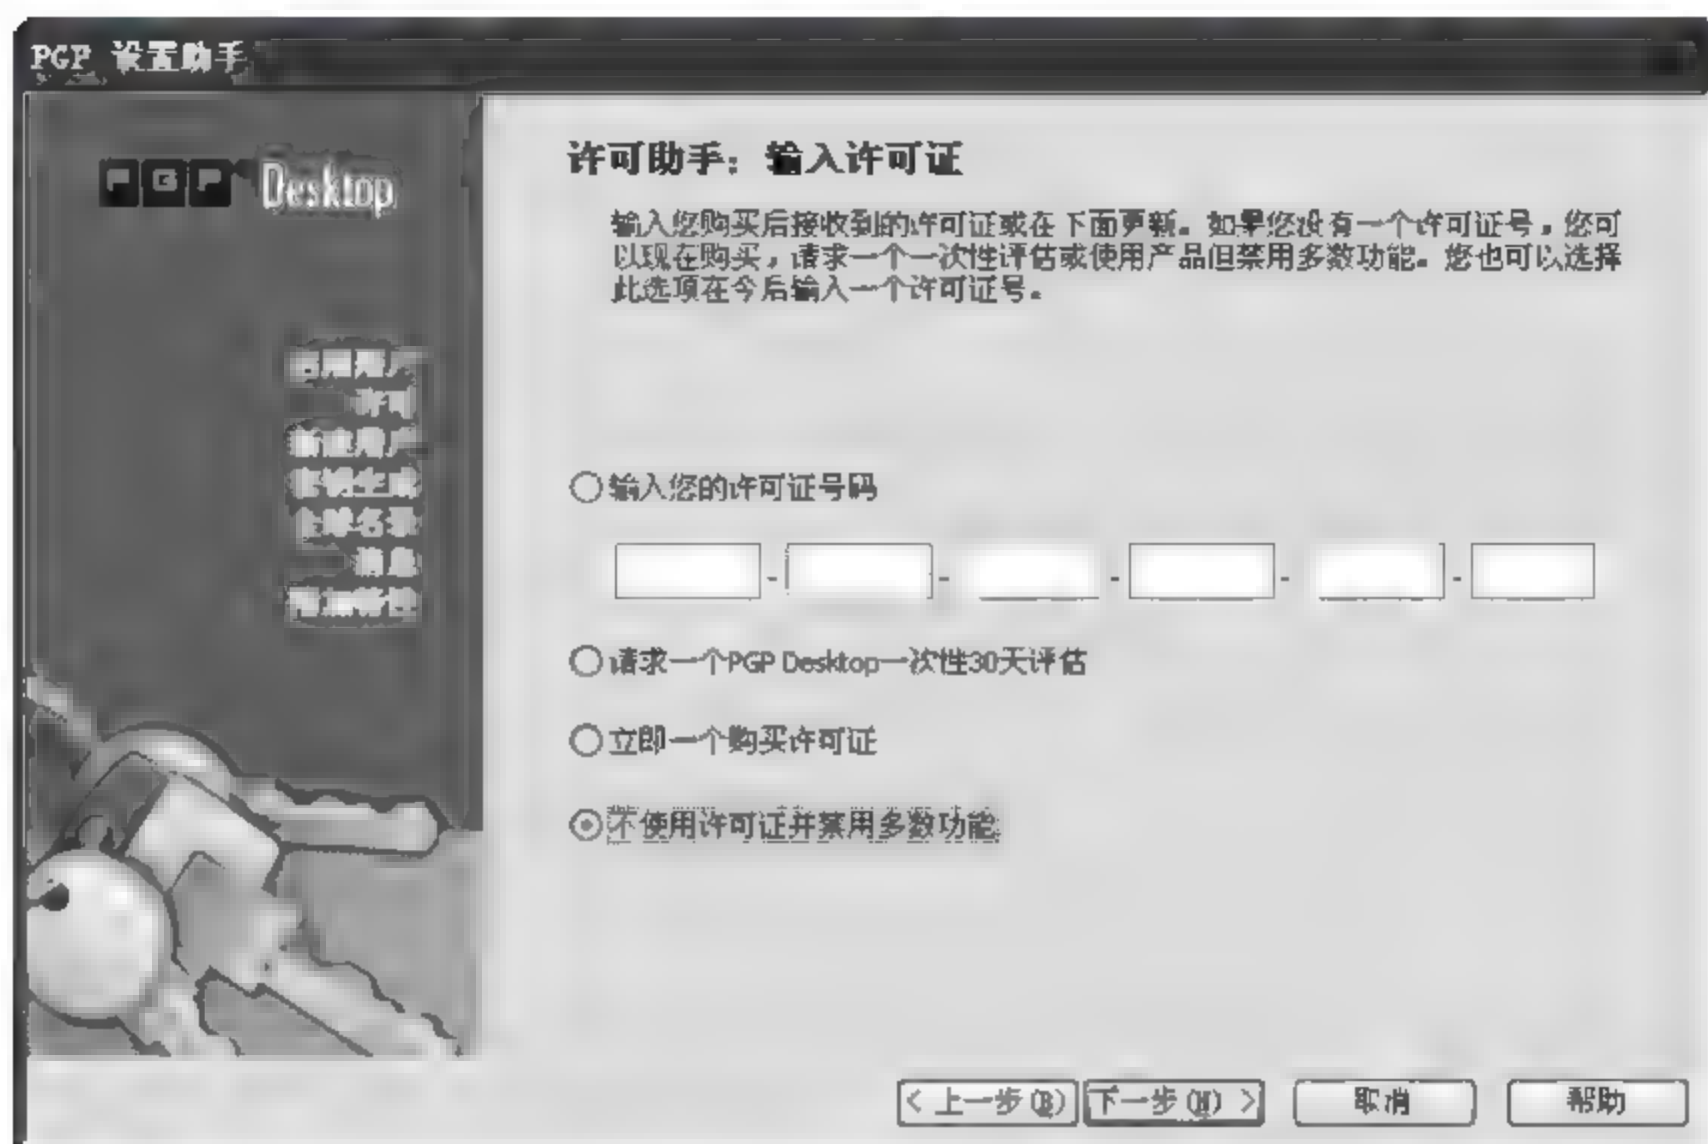 PGP 设置助手
PGP Desktop
许可助手：输入许可证
输入您购买后接收到的许可证或在下面更新。如果您没有一个许可证号，您可
以现在购买，请求一个一次性评估或使用产品但禁用多数功能。您也可以选择
此选项在今后输入一个许可证号。
许可
密钥生成
全球名录
输入您的许可证号码
- - - - -
请求一个PGP Desktop一次性30天评估
立即一个购买许可证
不使用许可证并禁用多数功能
< 上一步(B) 下一步(N) > 取消 帮助